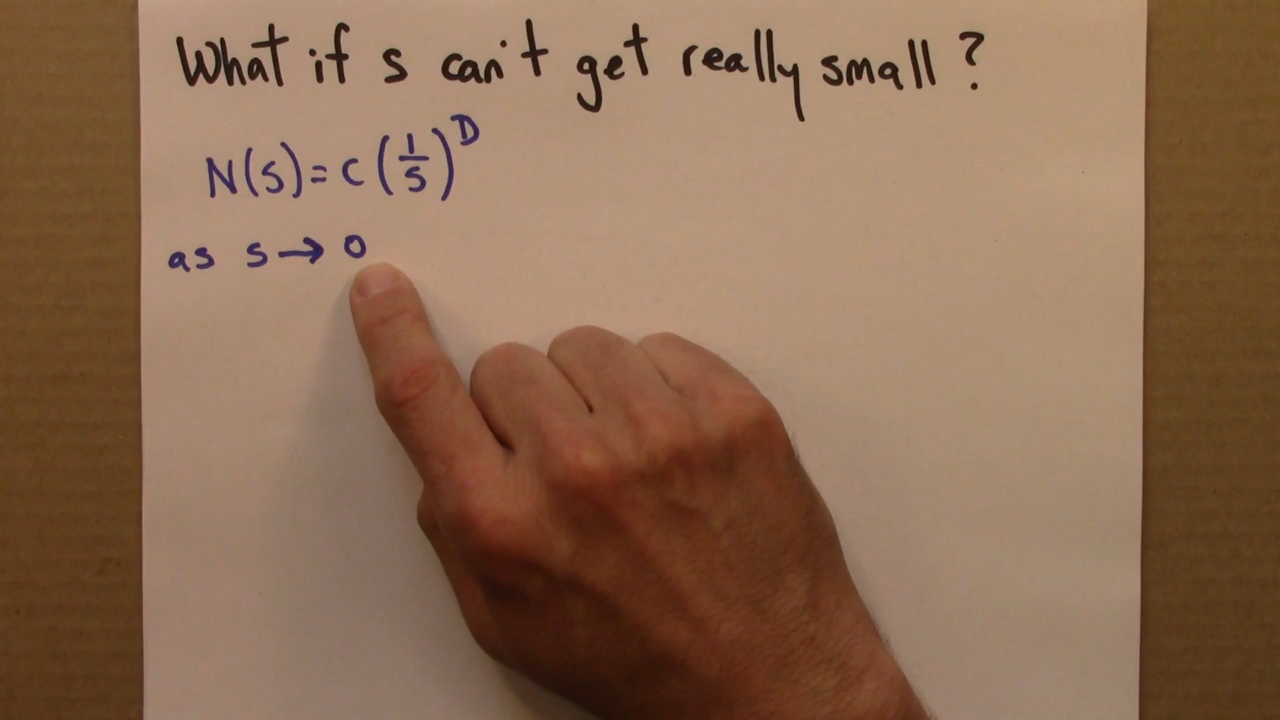 What if s can't get really small?
N(s) = c(1/s)^D
as s → 0